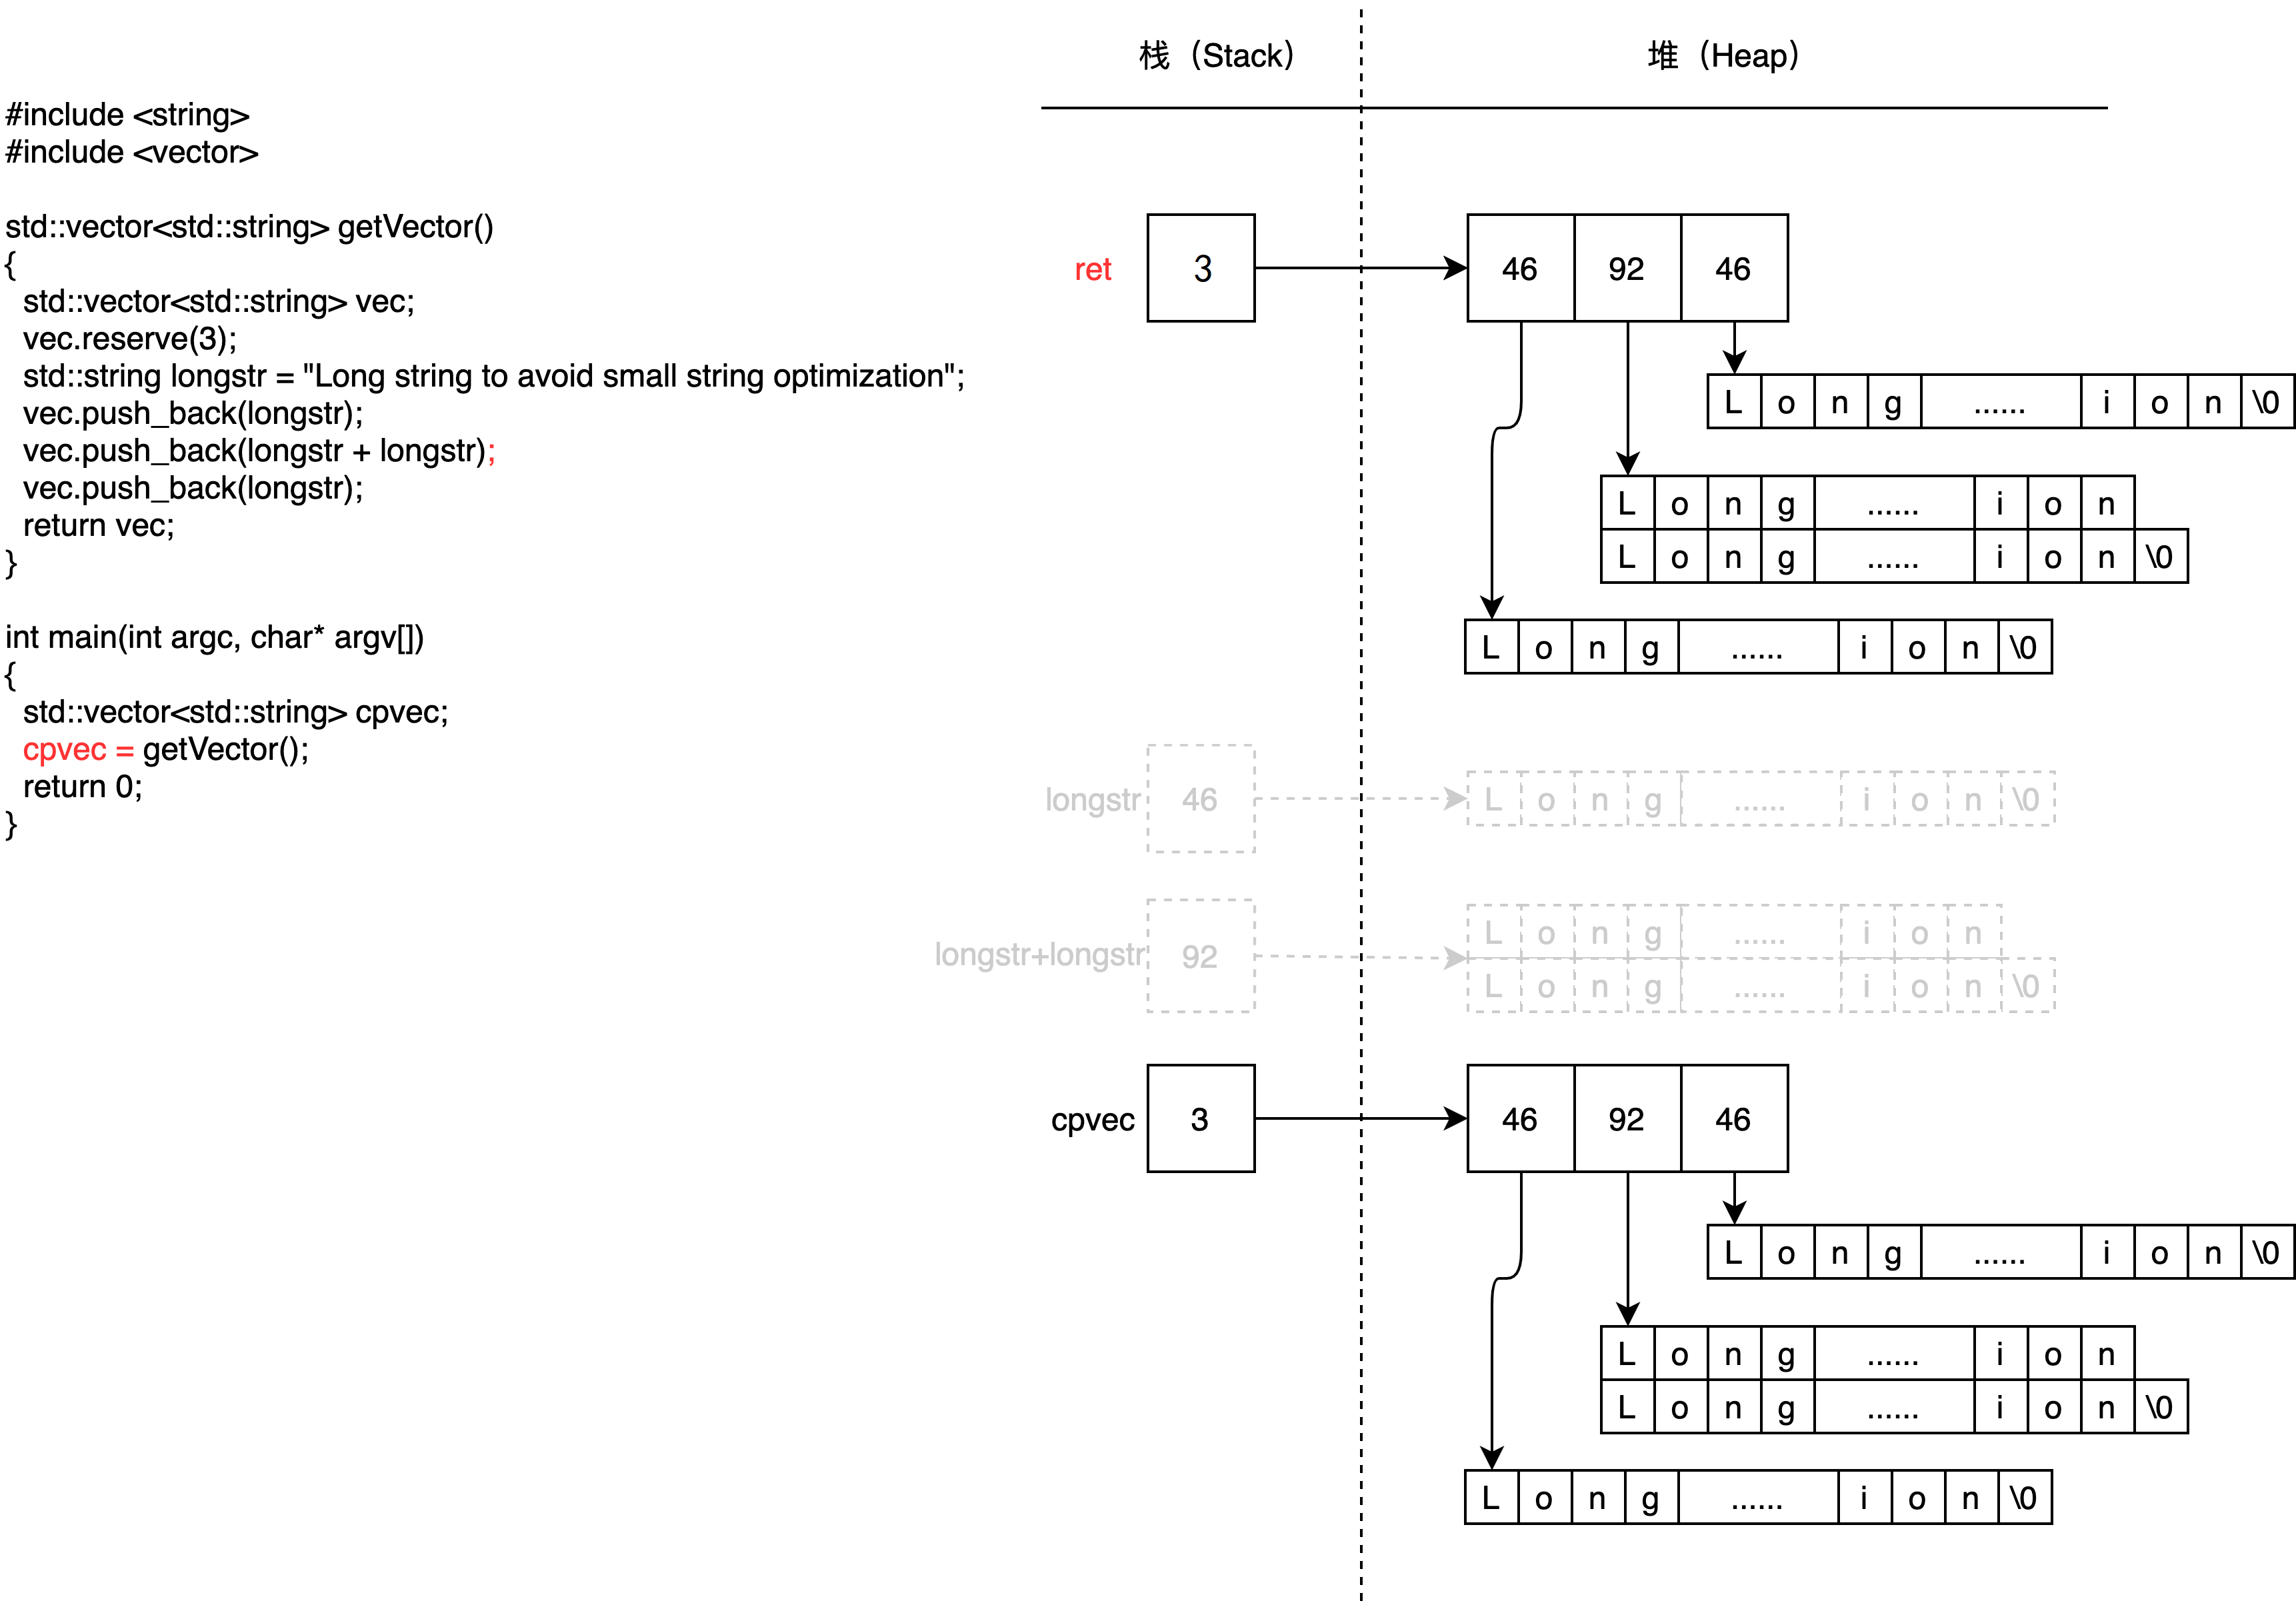 栈（Stack）
堆（Heap）
#include <string>
#include <vector>
std::vector<std::string> getVector()
{
std::vector<std::string> vec;
vec.reserve(3);
std::string longstr = "Long string to avoid small string optimization";
vec.push_back(longstr);
vec.push_back(longstr + longstr);
vec.push_back(longstr);
return vec;
}
int main(int argc, char* argv[])
{
std::vector<std::string> cpvec;
cpvec = getVector();
return 0;
}
ret 3 46 92 46
L o n g ...... i o n \0
L o n g ...... i o n
L o n g ...... i o n \0
L o n g ...... i o n \0
longstr 46 L o n g ...... i o n \0
longstr+longstr 92
L o n g ...... i o n
L o n g ...... i o n \0
cpvec 3 46 92 46
L o n g ...... i o n \0
L o n g ...... i o n
L o n g ...... i o n \0
L o n g ...... i o n \0